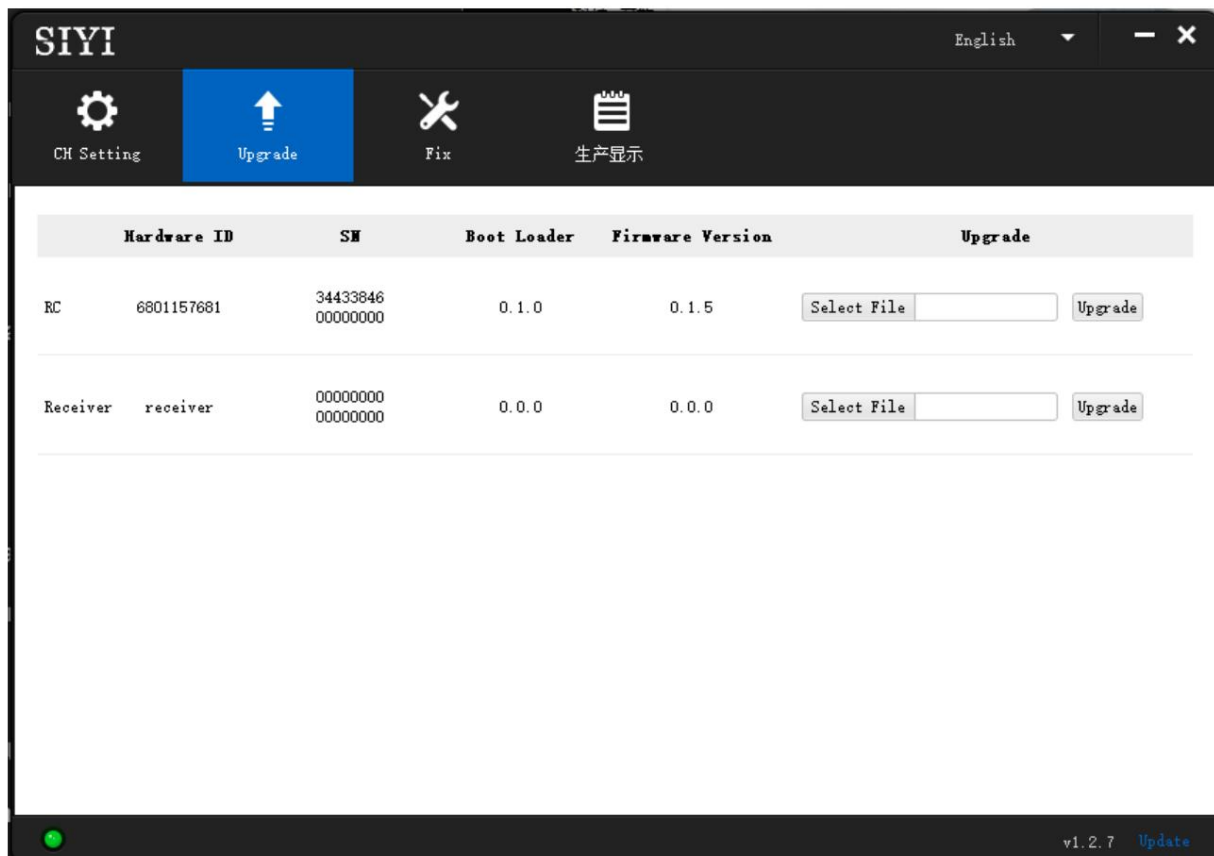 SIYI
English
CH Setting
Upgrade
Fix
生产显示
Hardware ID SN Boot Loader Firmware Version Upgrade
RC 6801157681 34433846 00000000 0.1.0 0.1.5 Select File Upgrade
Receiver receiver 00000000 00000000 0.0.0 0.0.0 Select File Upgrade
v1.2.7 Update